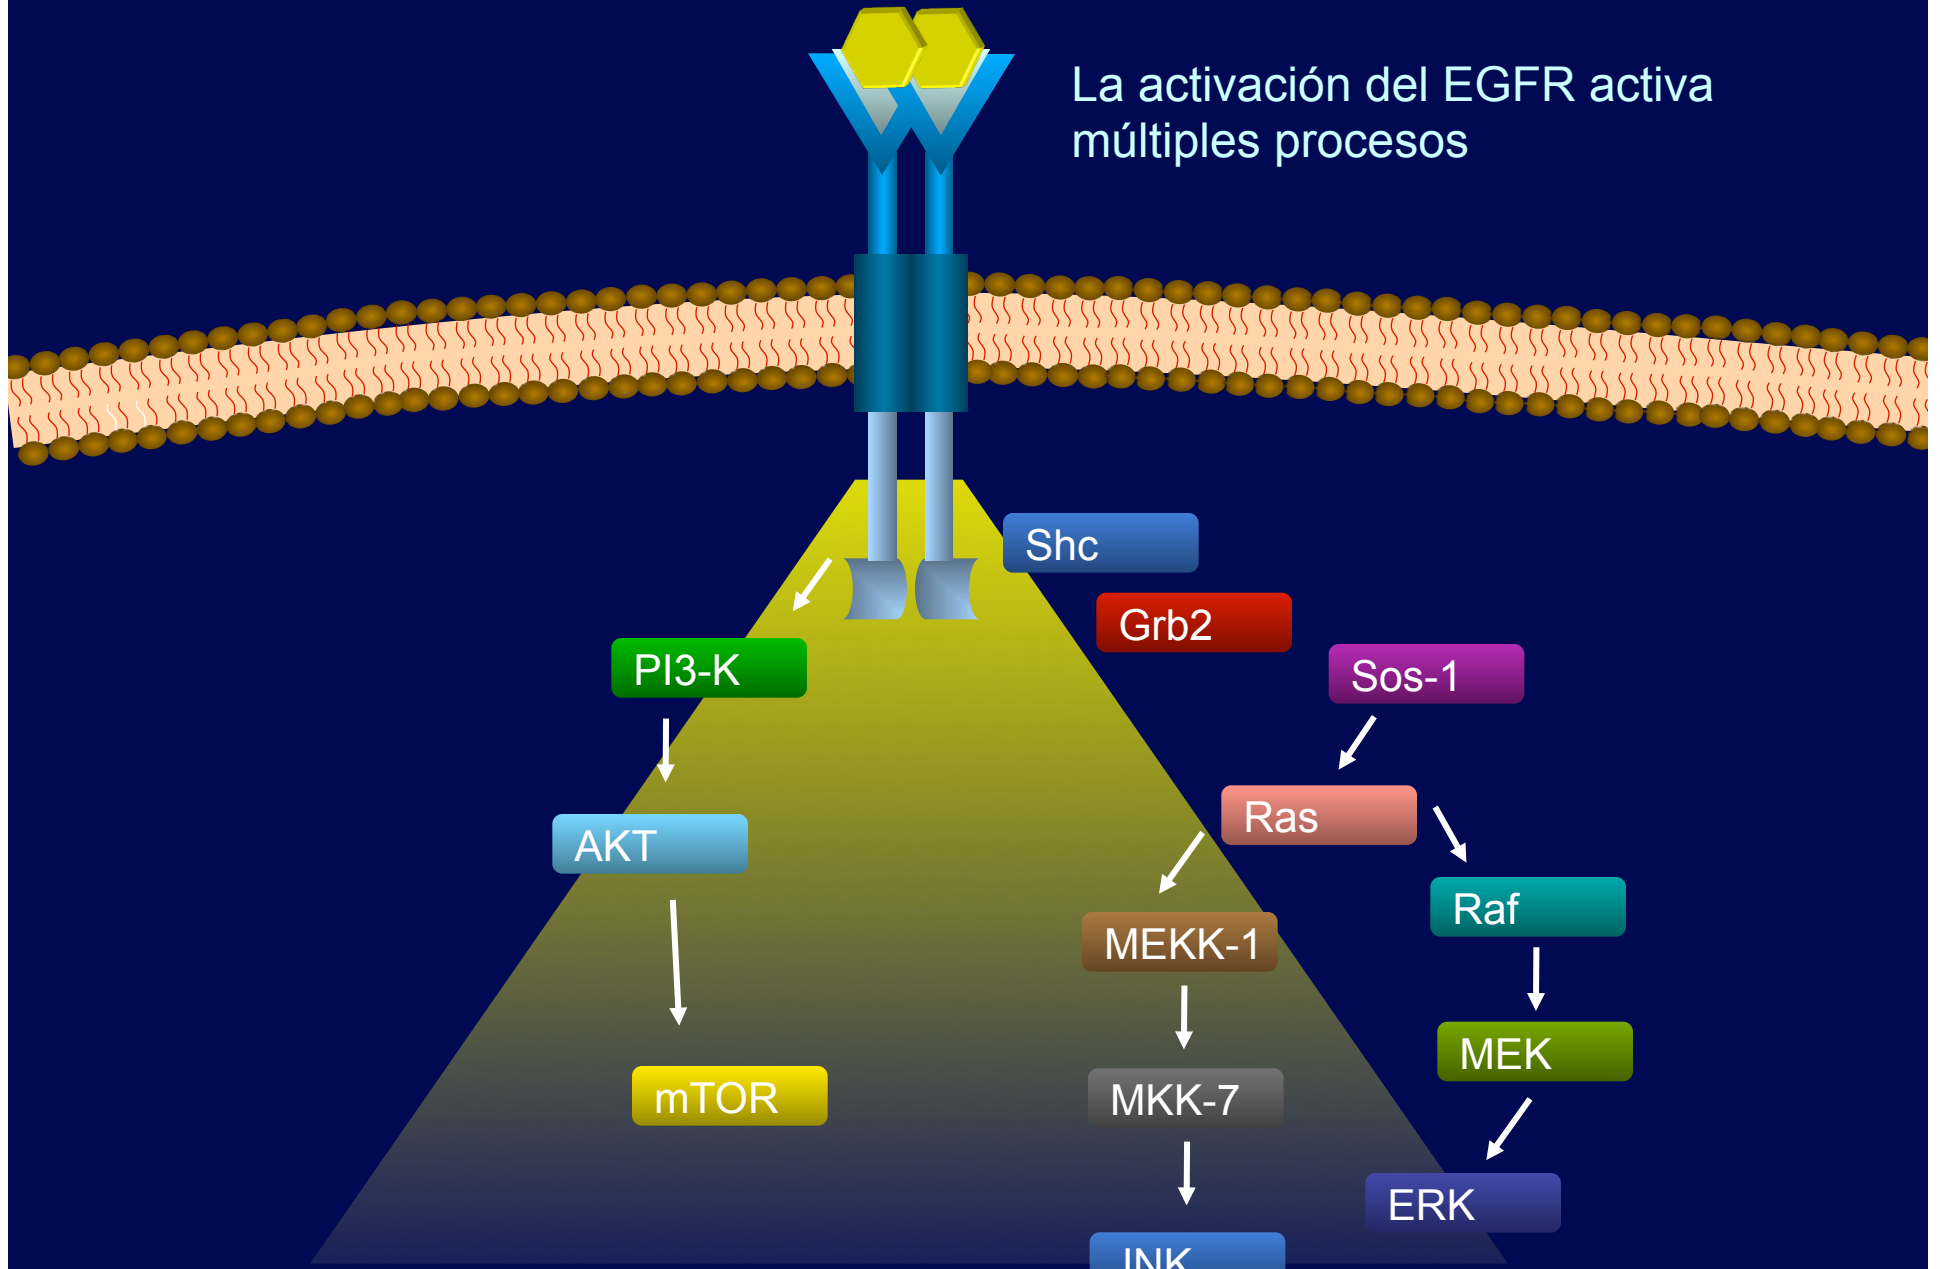 La activación del EGFR activa
múltiples procesos
Shc
Grb2
PI3-K
Sos-1
Ras
AKT
Raf
MEKK-1
MEK
mTOR
MKK-7
ERK
JNK